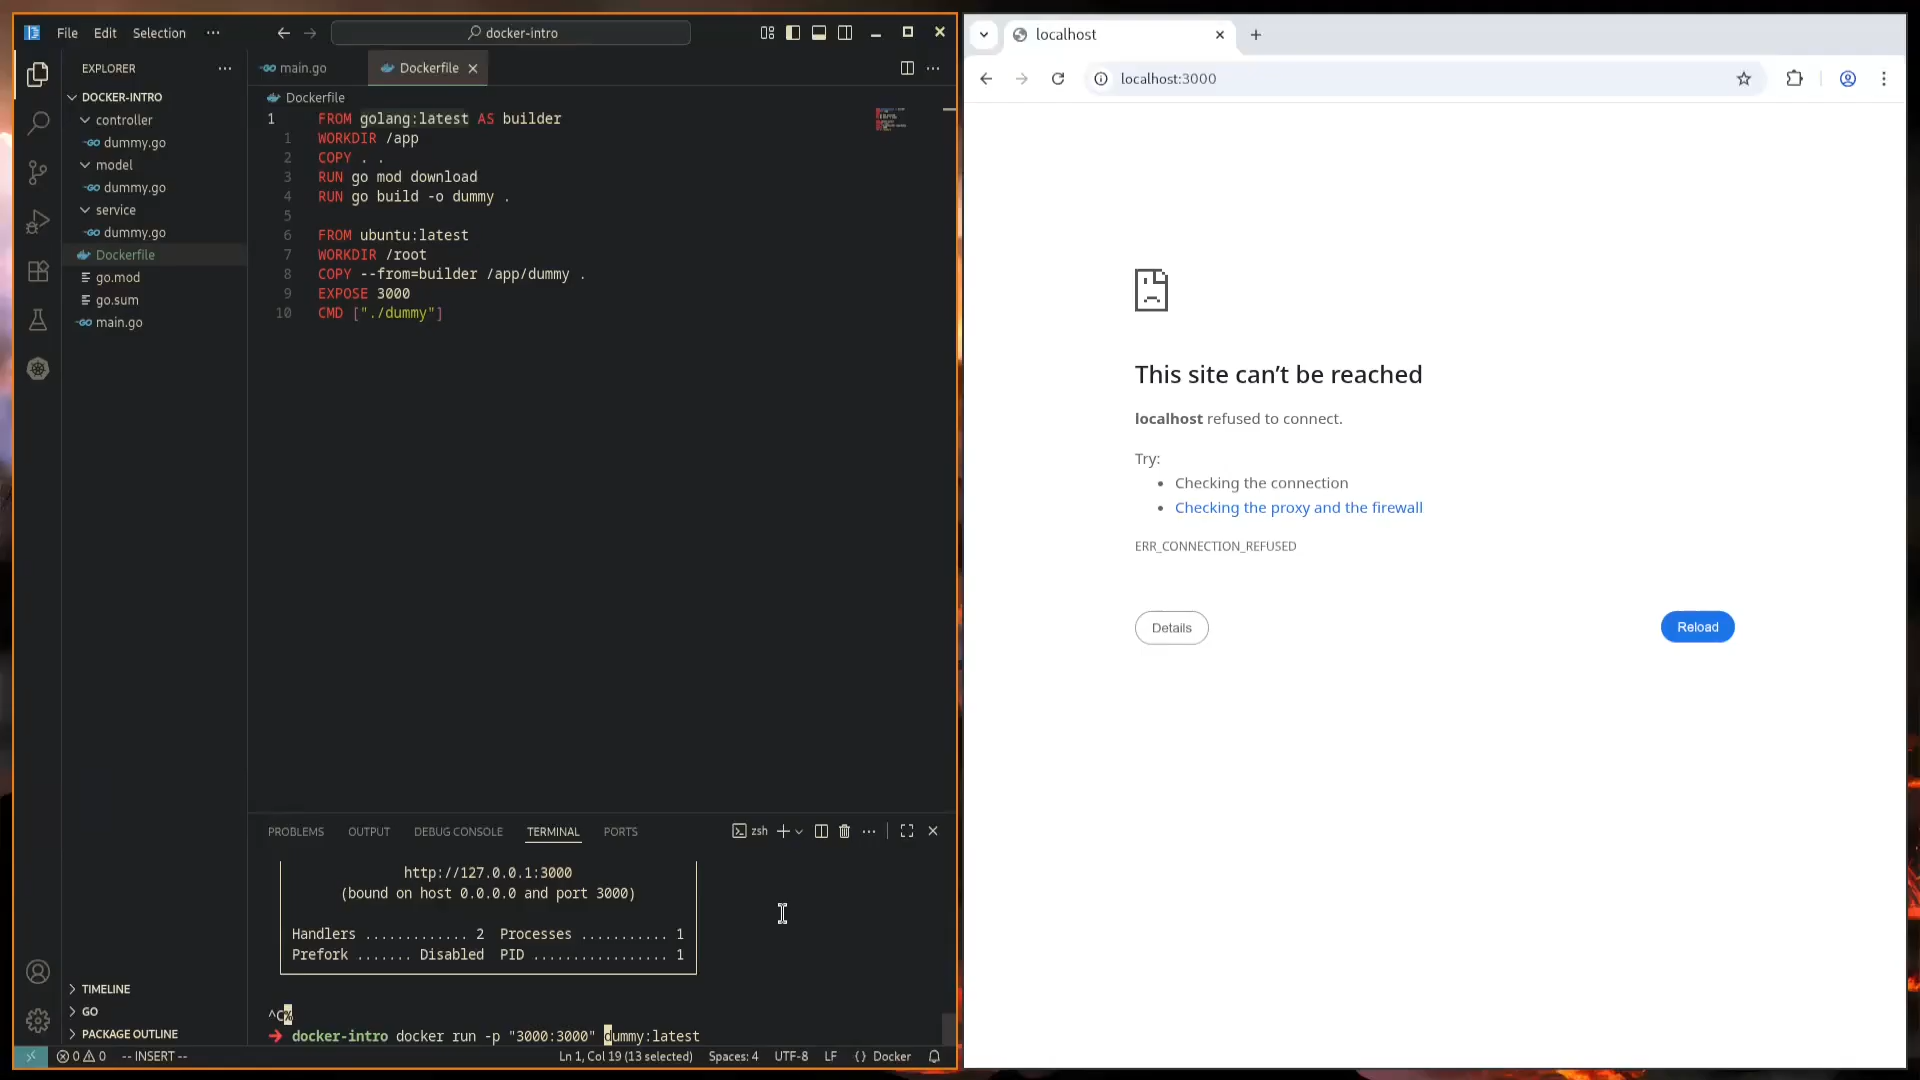 File Edit Selection ···
docker-intro
EXPLORER
DOCKER-INTRO
controller
dummy.go
model
dummy.go
service
dummy.go
Dockerfile
go.mod
go.sum
main.go
TIMELINE
GO
PACKAGE OUTLINE
main.go Dockerfile
Dockerfile
1 FROM golang:latest AS builder
1 WORKDIR /app
2 COPY . .
3 RUN go mod download
4 RUN go build -o dummy .
5
6 FROM ubuntu:latest
7 WORKDIR /root
8 COPY --from=builder /app/dummy .
9 EXPOSE 3000
10 CMD ["./dummy"]
PROBLEMS OUTPUT DEBUG CONSOLE TERMINAL PORTS
zsh
http://127.0.0.1:3000
(bound on host 0.0.0.0 and port 3000)
Handlers ............. 2 Processes ........... 1
Prefork ....... Disabled PID ................. 1
^C%
➜ docker-intro docker run -p "3000:3000" dummy:latest
0 0 -- INSERT -- Ln 1, Col 19 (13 selected) Spaces: 4 UTF-8 LF {} Docker
localhost
localhost:3000
This site can’t be reached
localhost refused to connect.
Try:
• Checking the connection
• Checking the proxy and the firewall
ERR_CONNECTION_REFUSED
Details Reload